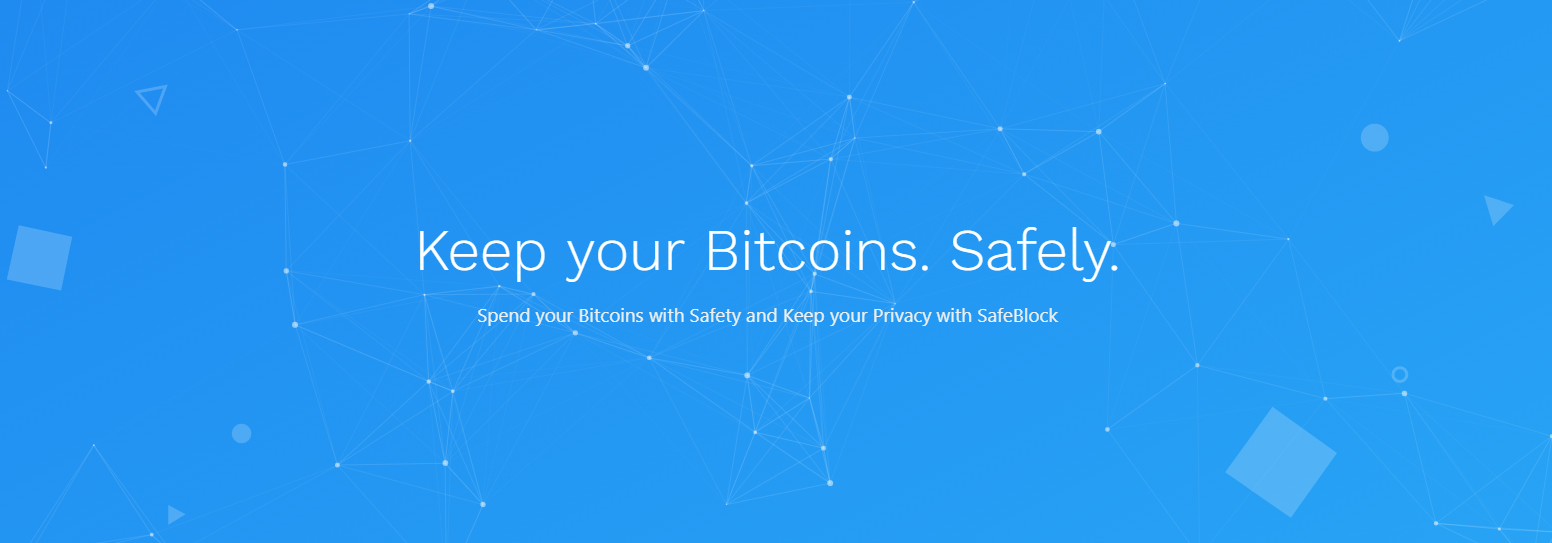 Keep your Bitcoins. Safely.
Spend your Bitcoins with Safety and Keep your Privacy with SafeBlock